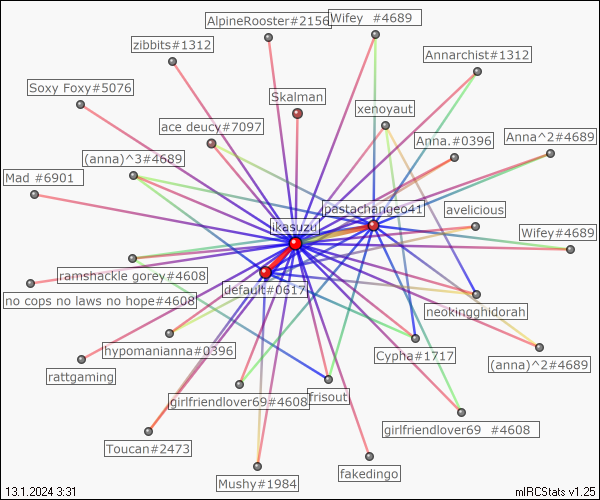 AlpineRooster#2156
Wifey  #4689
zibbits#1312
Annarchist#1312
Soxy Foxy#5076
Skalman
xenoyaut
ace deucy#7097
Anna.#0396
Anna^2#4689
(anna)^3#4689
Mad #6901
pastachangeo41
avelicious
ikasuzu
Wifey#4689
ramshackle gorey#4608
default#0617
no cops no laws no hope#4608
neokingghidorah
hypomanianna#0396
Cypha#1717
(anna)^2#4689
rattgaming
girlfriendlover69#4608
frisout
girlfriendlover69  #4608
Toucan#2473
fakedingo
Mushy#1984
13.1.2024 3:31
mIRCStats v1.25